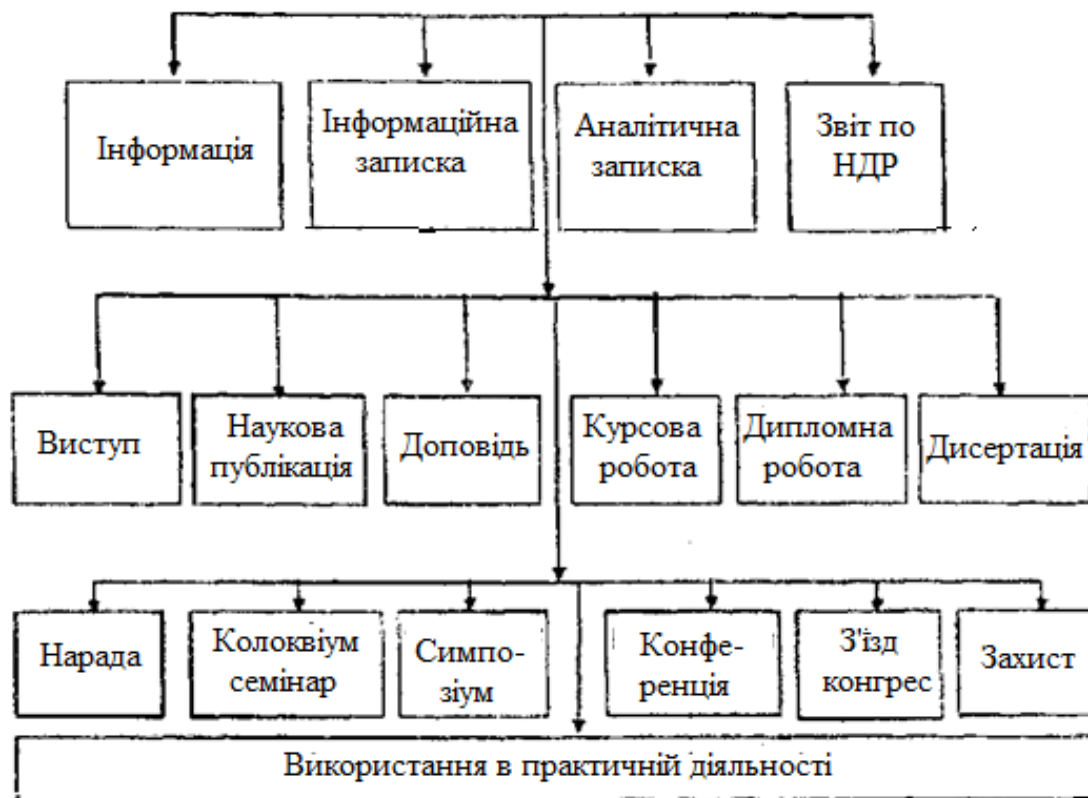 Інформація
Інформаційна
записка
Аналітична
записка
Звіт по
НДР
Виступ
Наукова
публікація
Доповідь
Курсова
робота
Дипломна
робота
Дисертація
Нарада
Колоквіум
семінар
Симпо-
зіум
Конфе-
ренція
З'їзд
конгрес
Захист
Використання в практичній діяльності